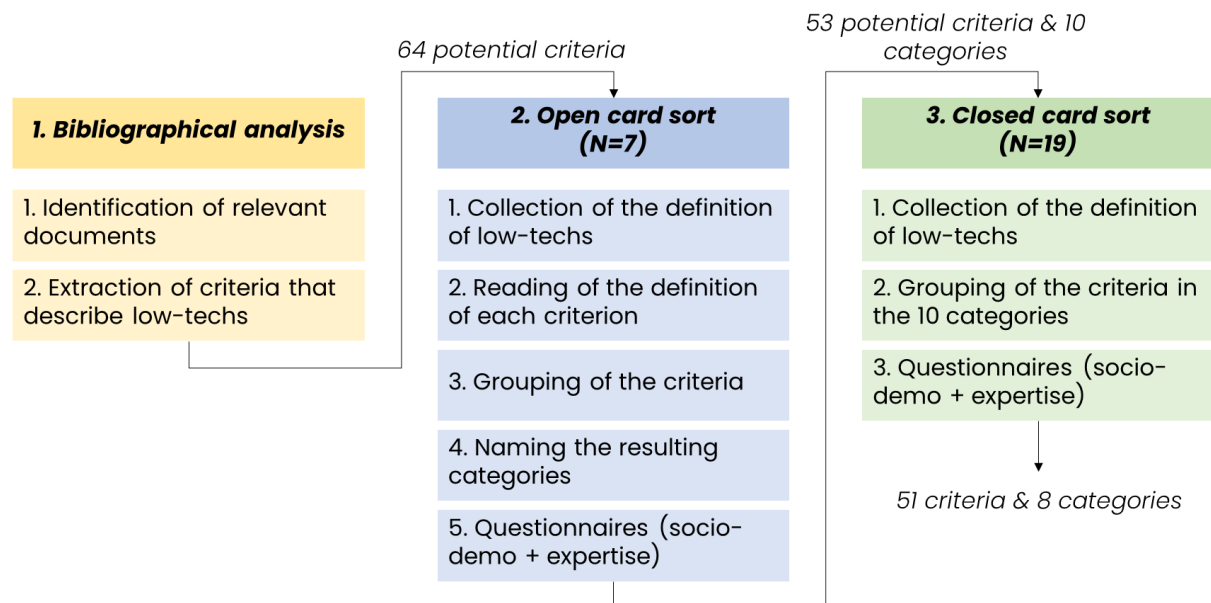 1. Bibliographical analysis
1. Identification of relevant
documents
2. Extraction of criteria that
describe low-techs
64 potential criteria
2. Open card sort
(N=7)
1. Collection of the definition
of low-techs
2. Reading of the definition
of each criterion
3. Grouping of the criteria
4. Naming the resulting
categories
5. Questionnaires (socio-
demo + expertise)
53 potential criteria & 10
categories
3. Closed card sort
(N=19)
1. Collection of the definition
of low-techs
2. Grouping of the criteria in
the 10 categories
3. Questionnaires (socio-
demo + expertise)
51 criteria & 8 categories